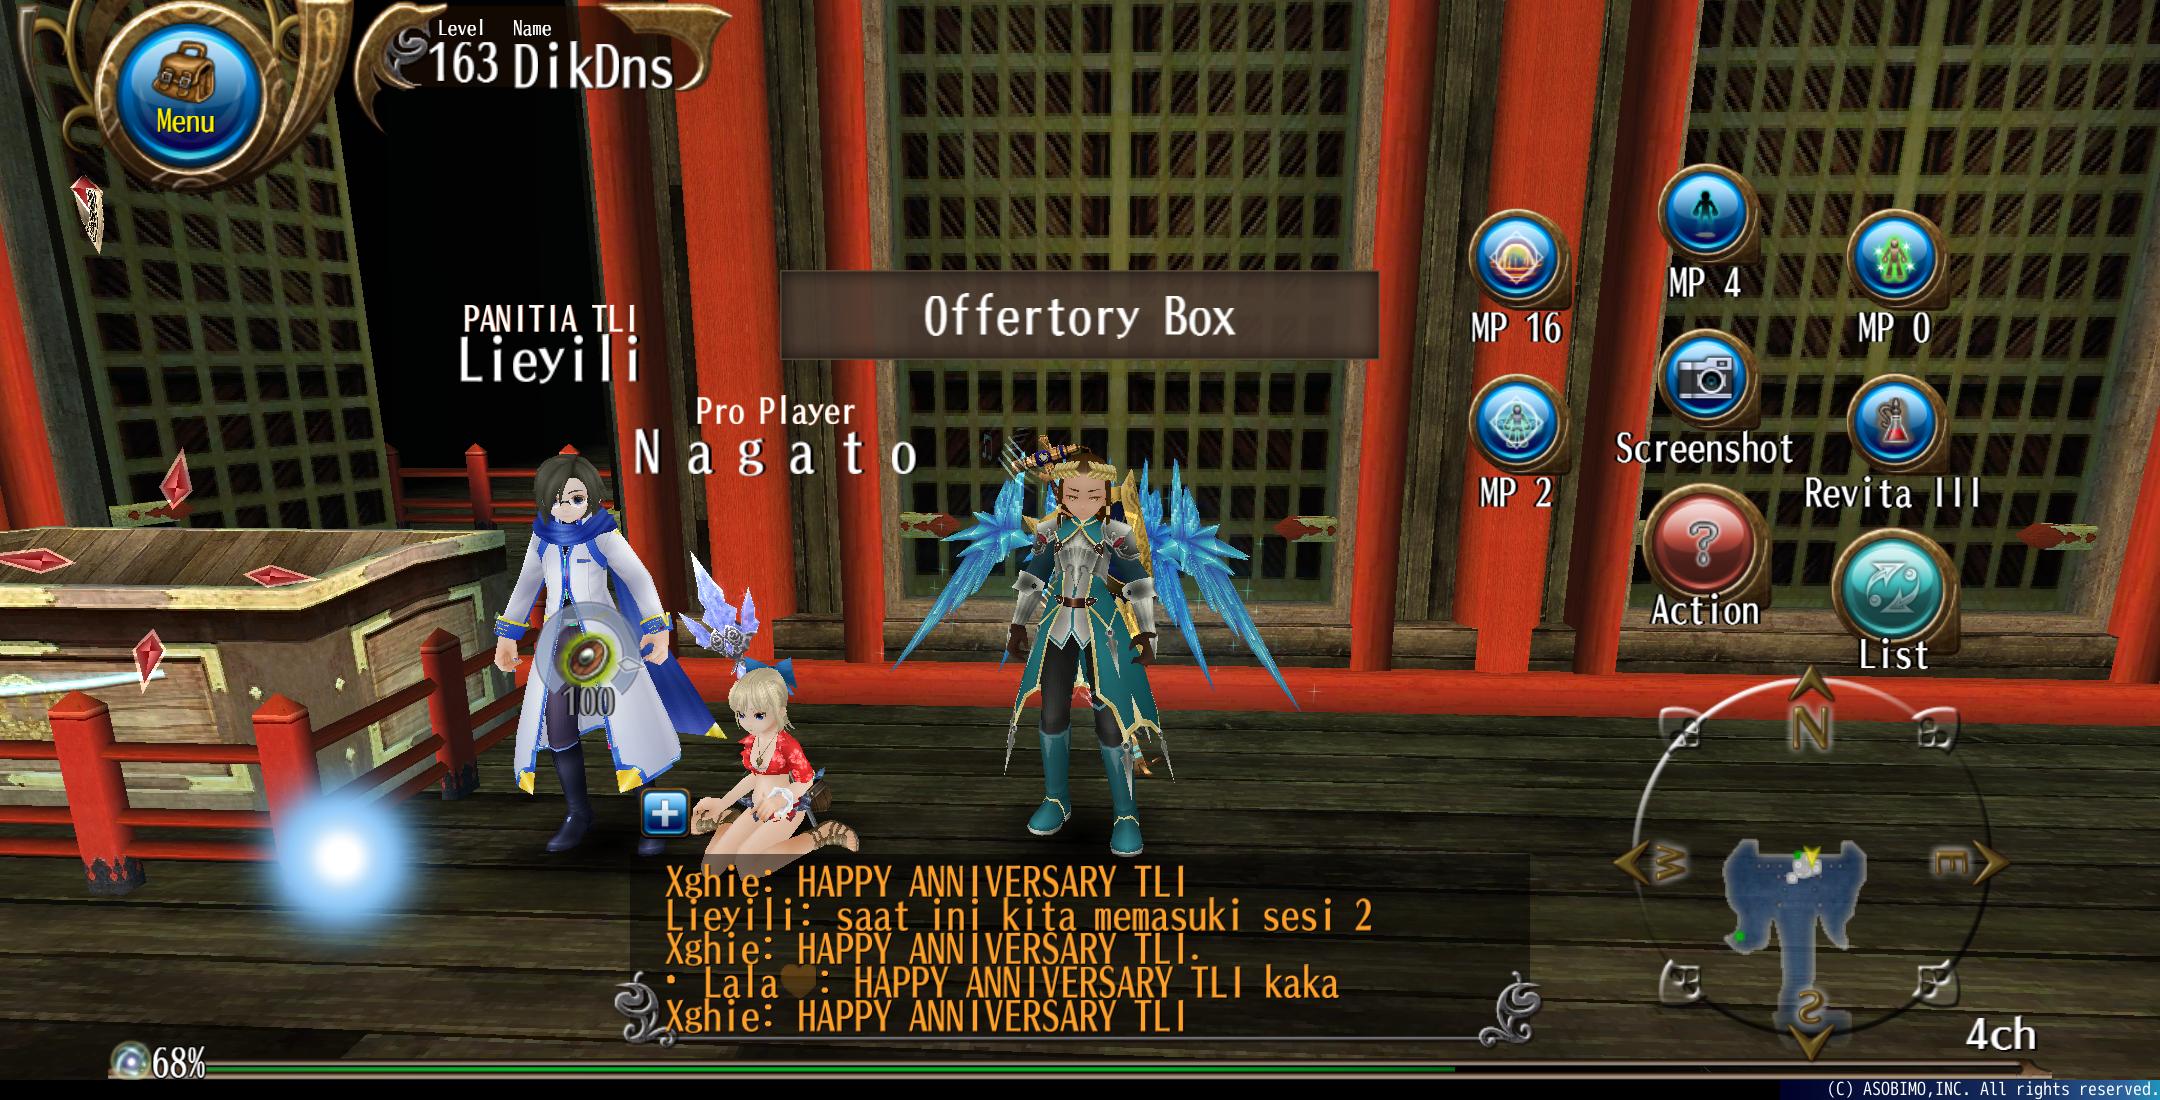 Level Name
163 DikDns
Menu
Offertory Box
PANITIA TLI
Lieyili
Pro Player
Nagato
MP 16
MP 4
MP 0
MP 2
Screenshot
Revita III
Action
List
100
N
W
E
S
Xghie: HAPPY ANNIVERSARY TLI
Lieyili: saat ini kita memasuki sesi 2
Xghie: HAPPY ANNIVERSARY TLI.
・ Lala🤎: HAPPY ANNIVERSARY TLI kaka
Xghie: HAPPY ANNIVERSARY TLI
4ch
68%
(C) ASOBIMO,INC. All rights reserved.